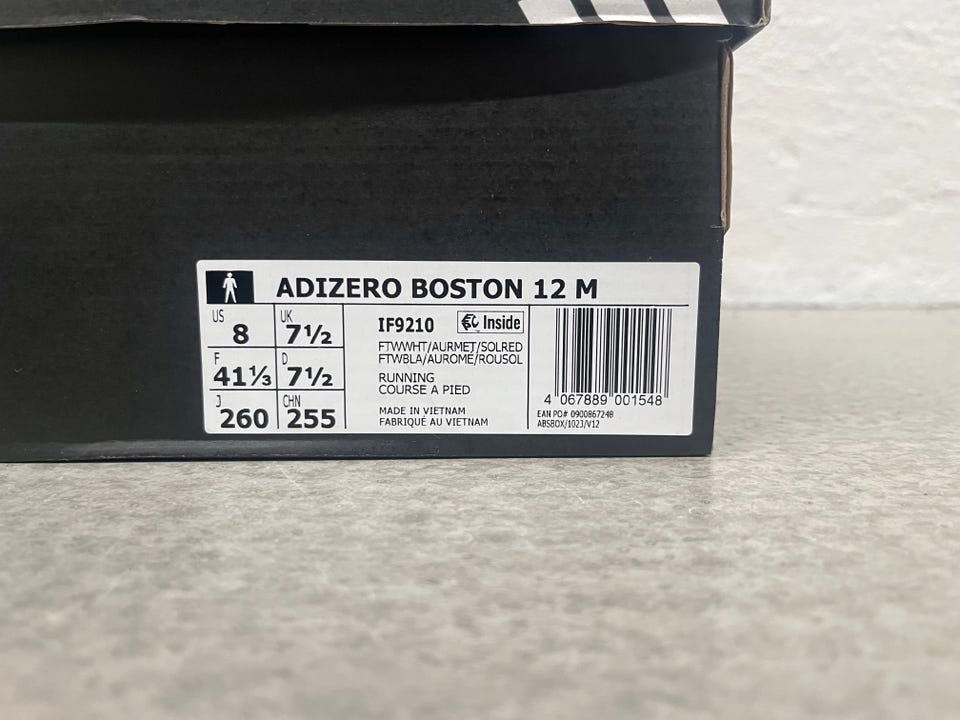 ADIZERO BOSTON 12 M
US 8 UK 7½
F 41⅓ D 7½
J 260 CHN 255
IF9210 Inside
FTWWHT/AURMET/SOLRED
FTWBLA/AUROME/ROUSOL
RUNNING
COURSE A PIED
MADE IN VIETNAM
FABRIQUÉ AU VIETNAM
4 067889 001548
EAN PO# 0900867248
ABSBOX/1023/V12